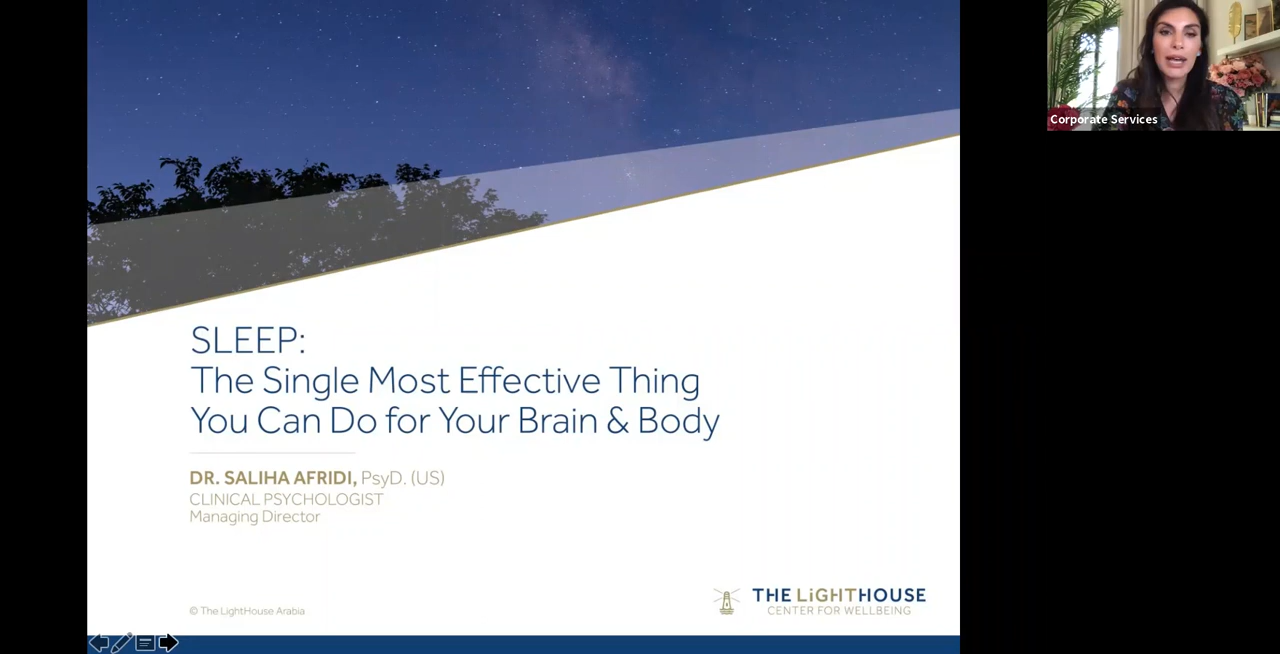 Corporate Services
SLEEP:
The Single Most Effective Thing
You Can Do for Your Brain & Body
DR. SALIHA AFRIDI, PsyD. (US)
CLINICAL PSYCHOLOGIST
Managing Director
© The LightHouse Arabia
THE LiGHTHOUSE
CENTER FOR WELLBEING